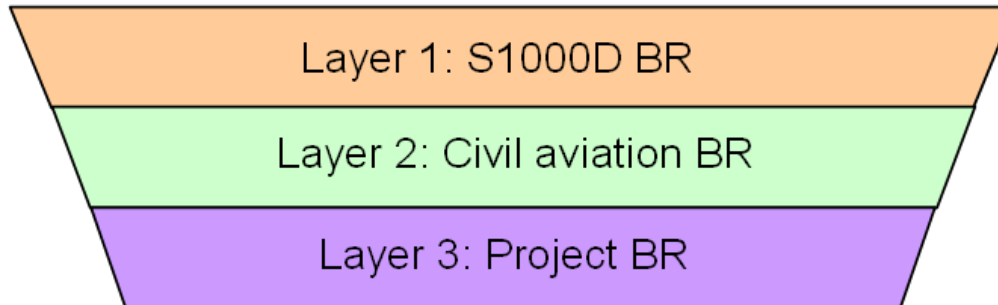 Layer 1: S1000D BR
Layer 2: Civil aviation BR
Layer 3: Project BR